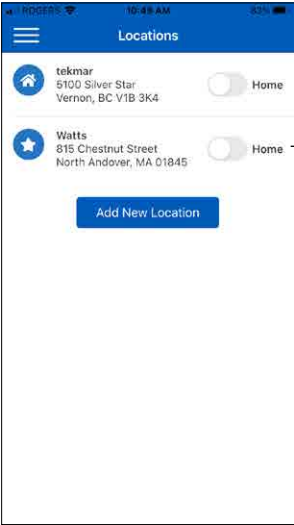 ROGERS 10:49 AM 83%
Locations
tekmar
5100 Silver Star
Vernon, BC V1B 3K4
Home
Watts
815 Chestnut Street
North Andover, MA 01845
Home
Add New Location